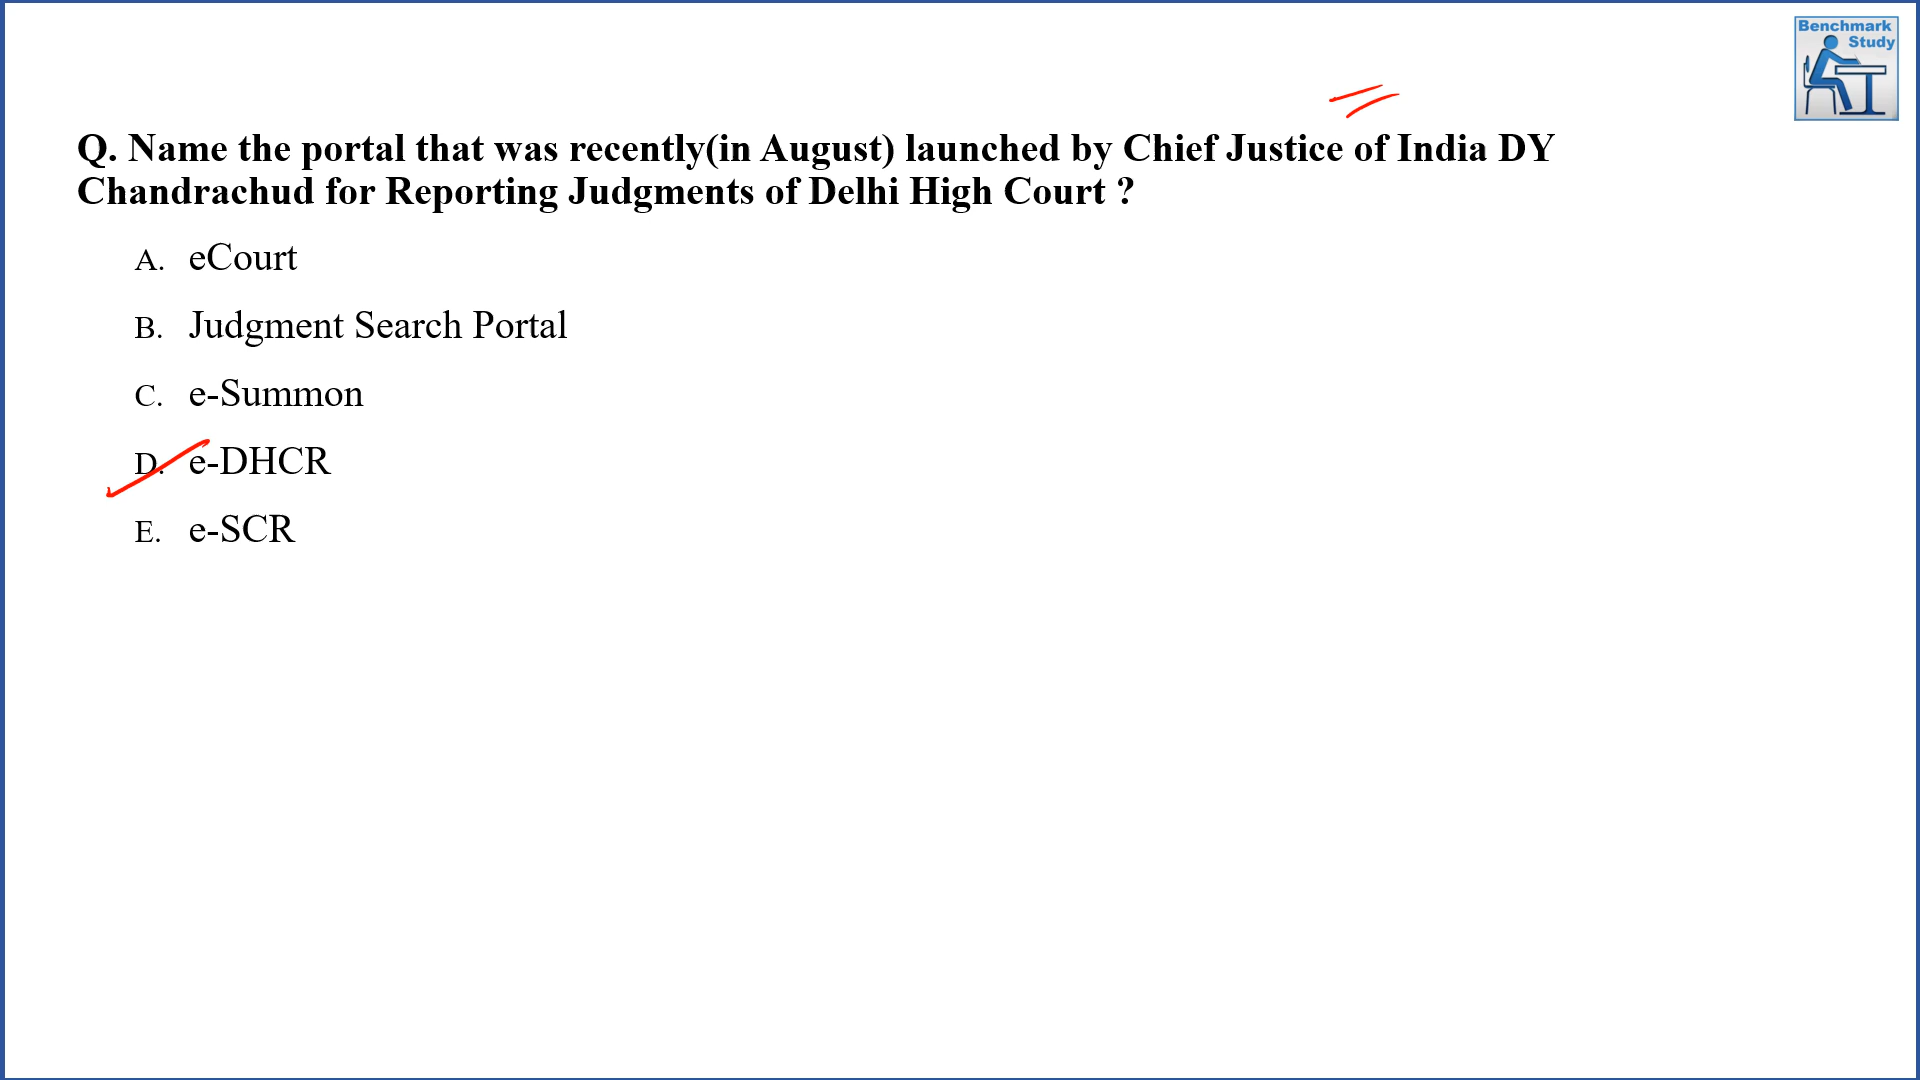 Benchmark
Study
Q. Name the portal that was recently(in August) launched by Chief Justice of India DY
Chandrachud for Reporting Judgments of Delhi High Court ?
A. eCourt
B. Judgment Search Portal
C. e-Summon
D. e-DHCR
E. e-SCR